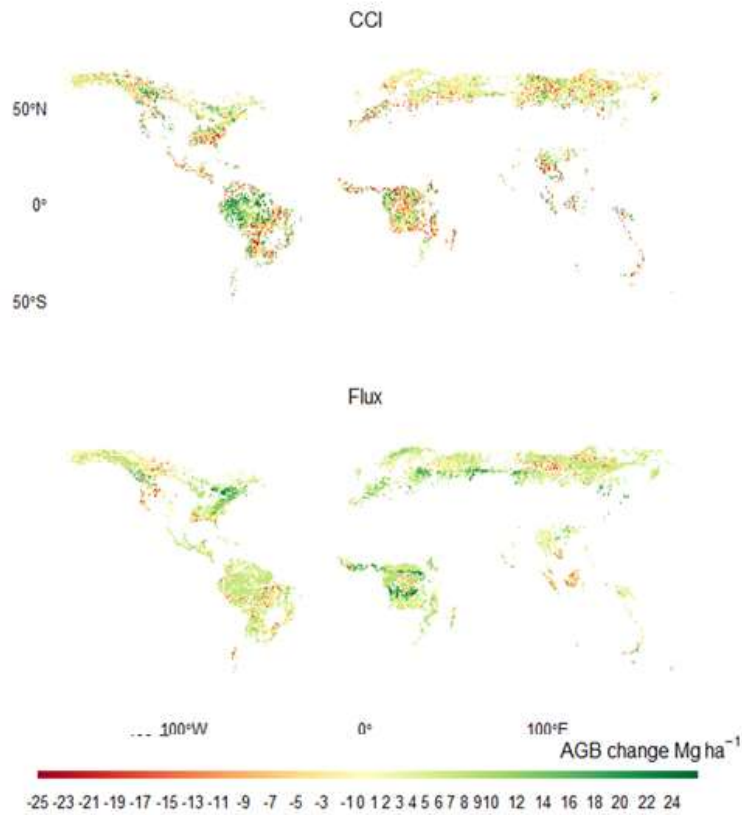 CCI
50°N
0°
50°S
Flux
100°W 0° 100°E
AGB change Mg ha⁻¹
-25 -23 -21 -19 -17 -15 -13 -11 -9 -7 -5 -3 -1 0 1 2 3 4 5 6 7 8 9 10 12 14 16 18 20 22 24